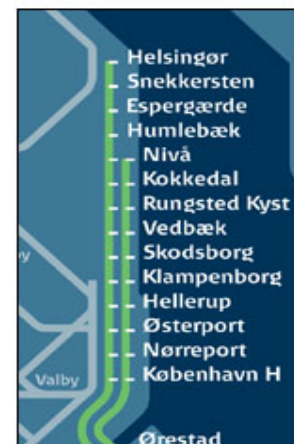 Helsingør
Snekkersten
Espergærde
Humlebæk
Nivå
Kokkedal
Rungsted Kyst
Vedbæk
Skodsborg
Klampenborg
Hellerup
Østerport
Nørreport
Valby
København H
Ørestad